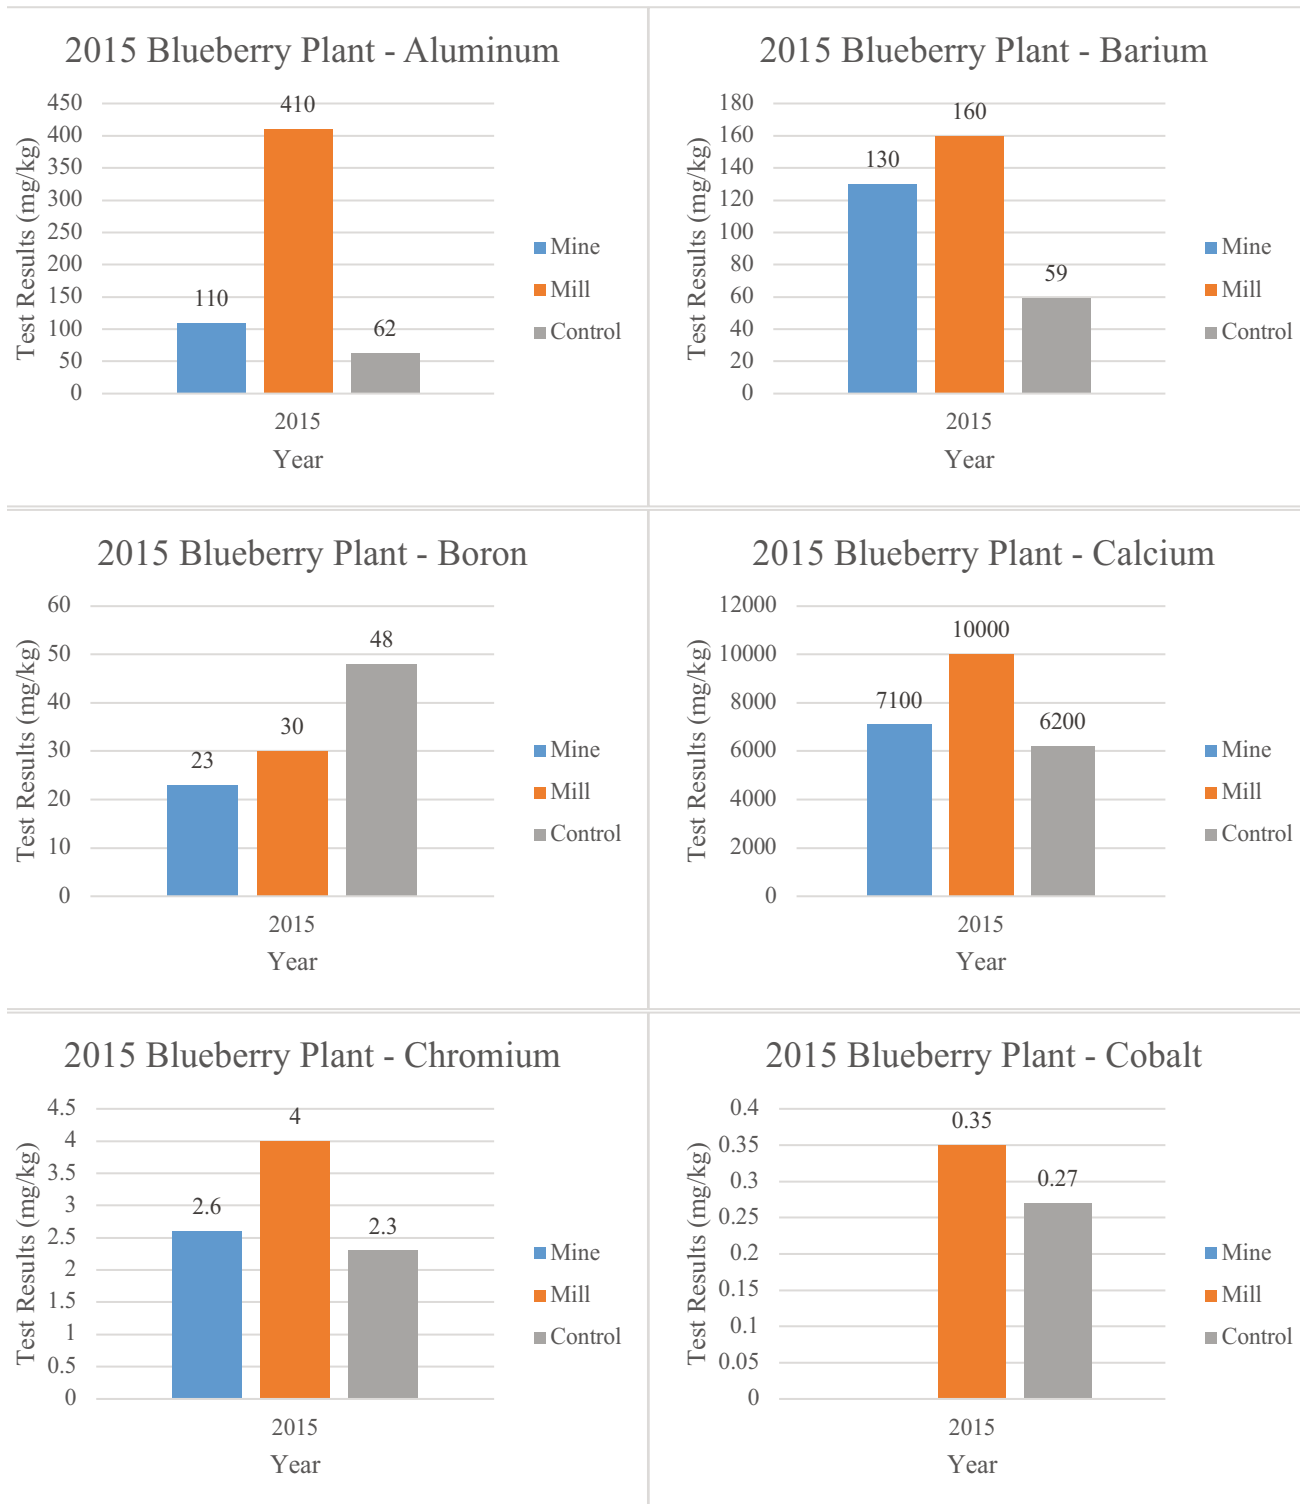 2015 Blueberry Plant - Aluminum
450
400
350
300
250
200
150
100
50
0
Test Results (mg/kg)
110
410
62
2015
Year
Mine
Mill
Control
2015 Blueberry Plant - Barium
180
160
140
120
100
80
60
40
20
0
Test Results (mg/kg)
130
160
59
2015
Year
Mine
Mill
Control
2015 Blueberry Plant - Boron
60
50
40
30
20
10
0
Test Results (mg/kg)
23
30
48
2015
Year
Mine
Mill
Control
2015 Blueberry Plant - Calcium
12000
10000
8000
6000
4000
2000
0
Test Results (mg/kg)
7100
10000
6200
2015
Year
Mine
Mill
Control
2015 Blueberry Plant - Chromium
4.5
4
3.5
3
2.5
2
1.5
1
0.5
0
Test Results (mg/kg)
2.6
4
2.3
2015
Year
Mine
Mill
Control
2015 Blueberry Plant - Cobalt
0.4
0.35
0.3
0.25
0.2
0.15
0.1
0.05
0
Test Results (mg/kg)
0.35
0.27
2015
Year
Mine
Mill
Control